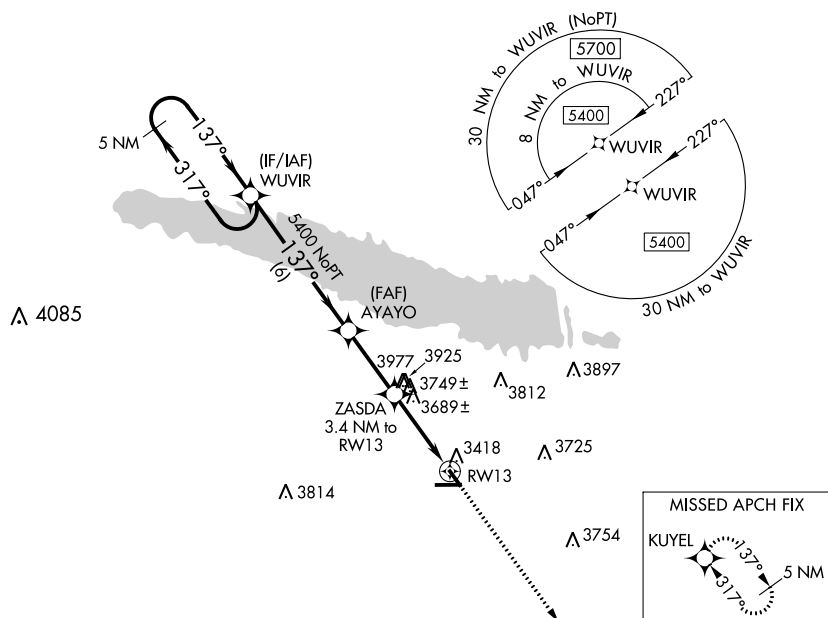 30 NM to WUVIR (NoPT)
5700
8 NM to WUVIR
5400
227°
WUVIR
047°
227°
WUVIR
047°
5400
30 NM to WUVIR
5 NM
137°
317°
(IF/IAF)
WUVIR
5400 NoPT
137°
(6)
(FAF)
AYAYO
4085
3977
3925
3749±
3689±
3812
3897
ZASDA
3.4 NM to
RW13
3418
RW13
3725
3814
3754
MISSED APCH FIX
KUYEL
137°
317°
5 NM